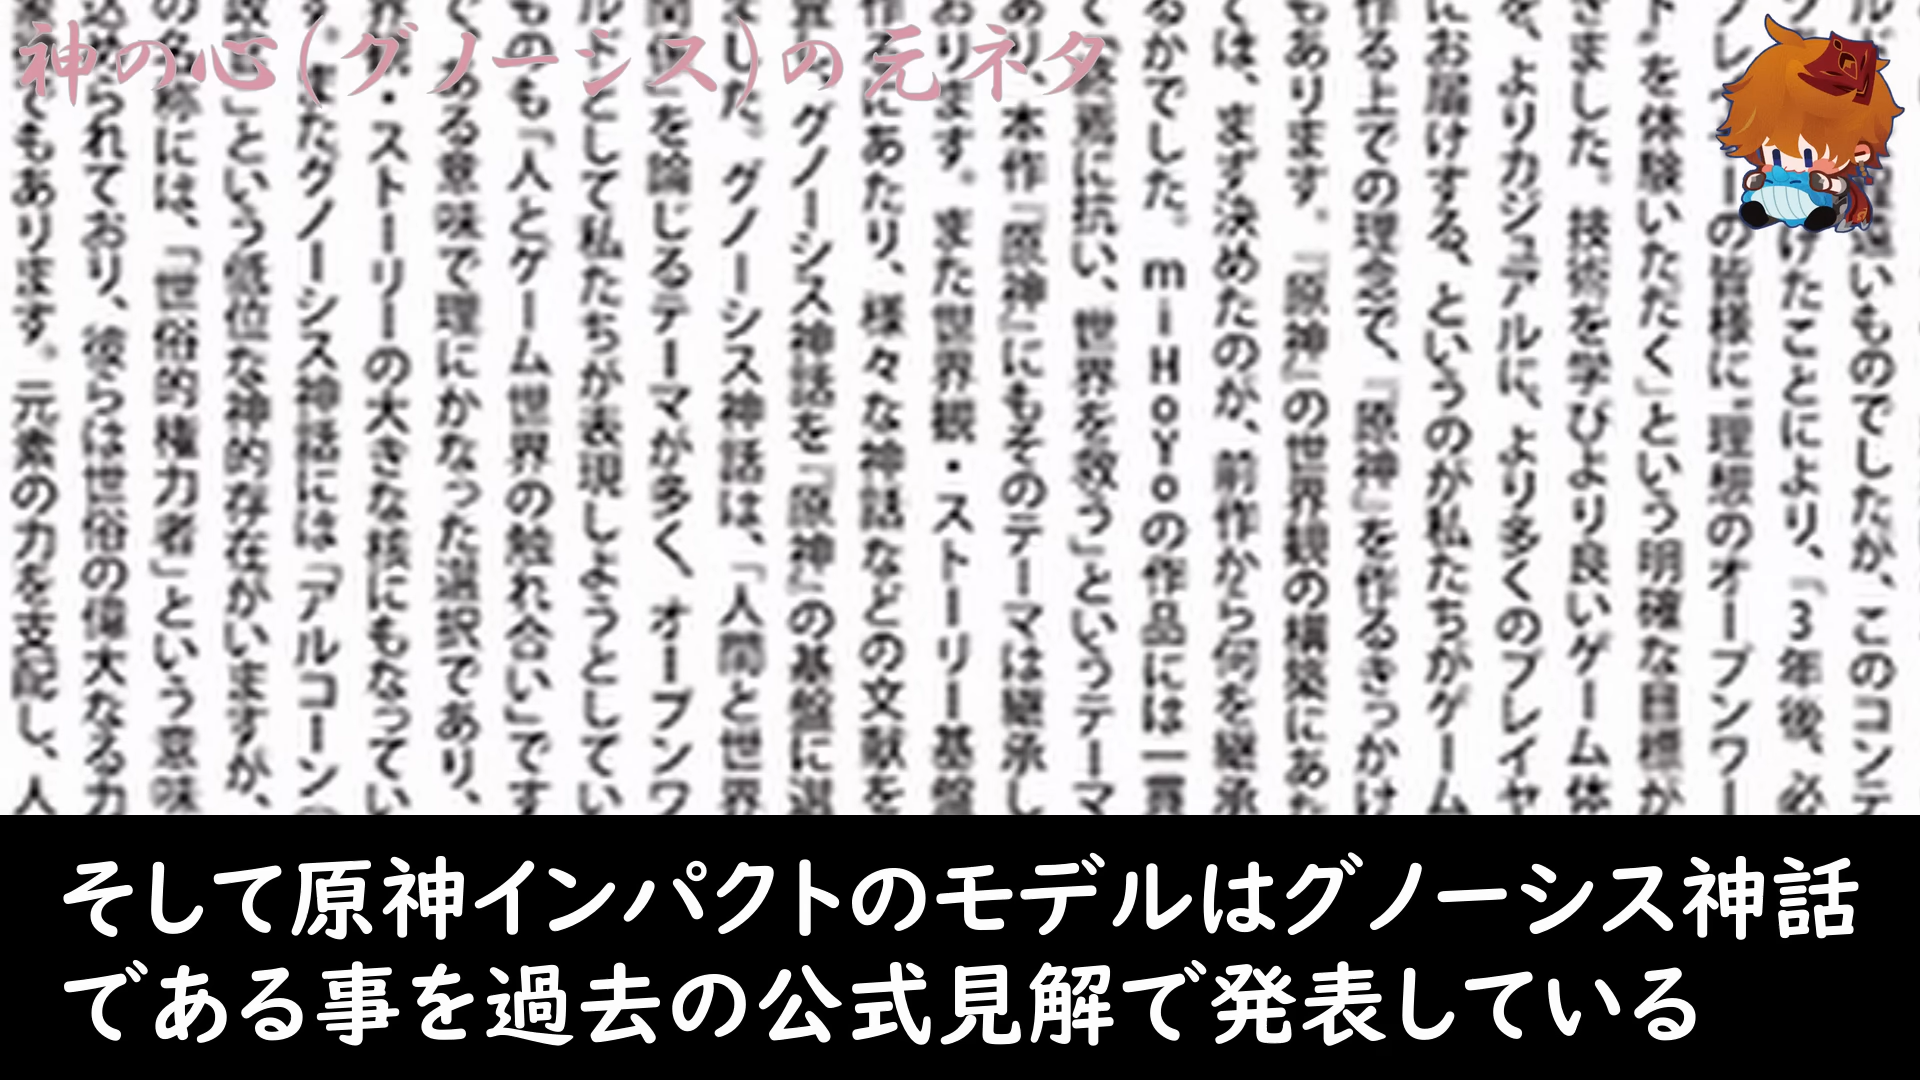 神の心(グノーシス)の元ネタ
いものでしたが、このコンテ
けたことにより、『3年後、必
の皆様に"理想のオープンワー
ト"を体験いただく」という明確な目標が
きました。技術を学びより良いゲーム体
を、よりカジュアルに、より多くのプレイヤ
にお届けする、というのが私たちがゲーム
作る上での理念で、『原神』を作るきっかけ
もあります。『原神』の世界観の構築にあた
くは、まず決めたのが、前作から何を継承
るかでした。miHoYoの作品には一貫
に抗い、世界を救う」というテーマ
あり、本作『原神』にもそのテーマは継承し
おります。また世界観・ストーリー基盤
にあたり、様々な神話などの文献を
グノーシス神話を『原神』の基盤に選
ました。グノーシス神話は、「人間と世界
を論じるテーマが多く、オープンワ
として私たちが表現しようとしてい
ものも「人とゲーム世界の触れ合い」です
ある意味で理にかなった選択であり、
・ストーリーの大きな核にもなってい
す。またグノーシス神話には「アルコーン
」という低位な神的存在がいますが、
の名称には、「世俗的権力者」という意味
込められており、彼らは世俗の偉大なる力
でもあります。元素の力を支配し、人
そして原神インパクトのモデルはグノーシス神話
である事を過去の公式見解で発表している